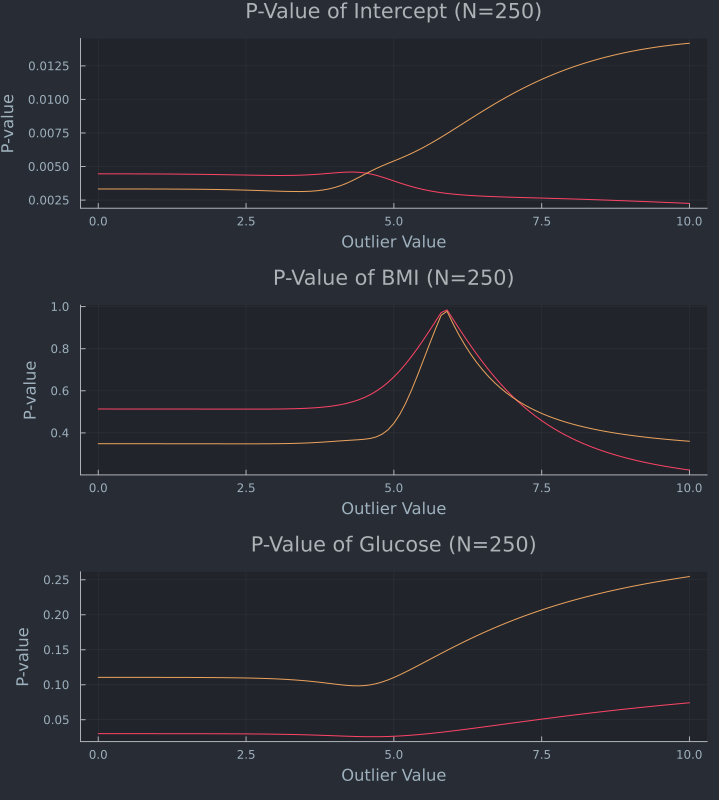 P-Value of Intercept (N=250)
P-value
0.0125
0.0100
0.0075
0.0050
0.0025
0.0 2.5 5.0 7.5 10.0
Outlier Value
P-Value of BMI (N=250)
P-value
1.0
0.8
0.6
0.4
0.0 2.5 5.0 7.5 10.0
Outlier Value
P-Value of Glucose (N=250)
P-value
0.25
0.20
0.15
0.10
0.05
0.0 2.5 5.0 7.5 10.0
Outlier Value